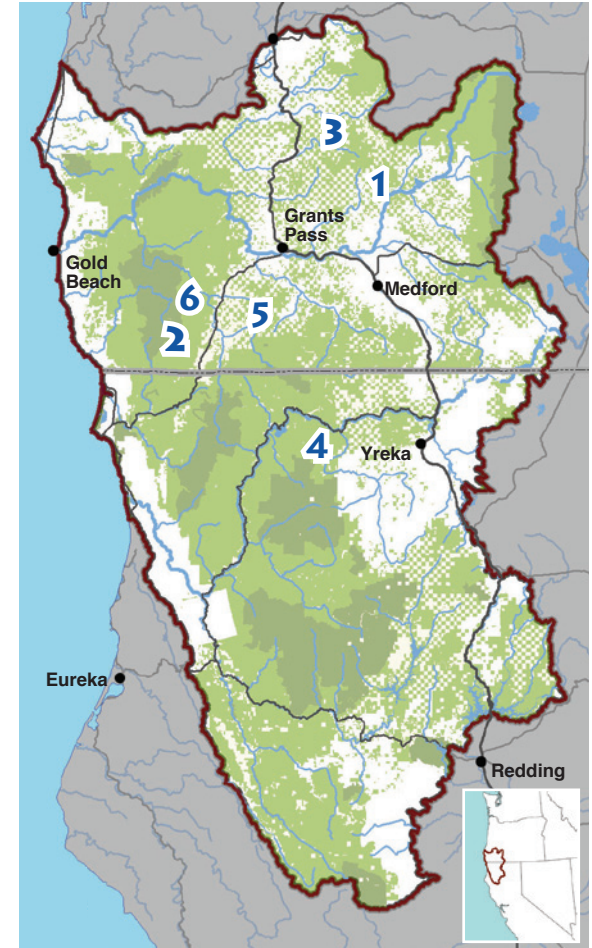 3
1
Grants
Pass
Gold
Beach
Medford
6
5
2
4
Yreka
Eureka
Redding